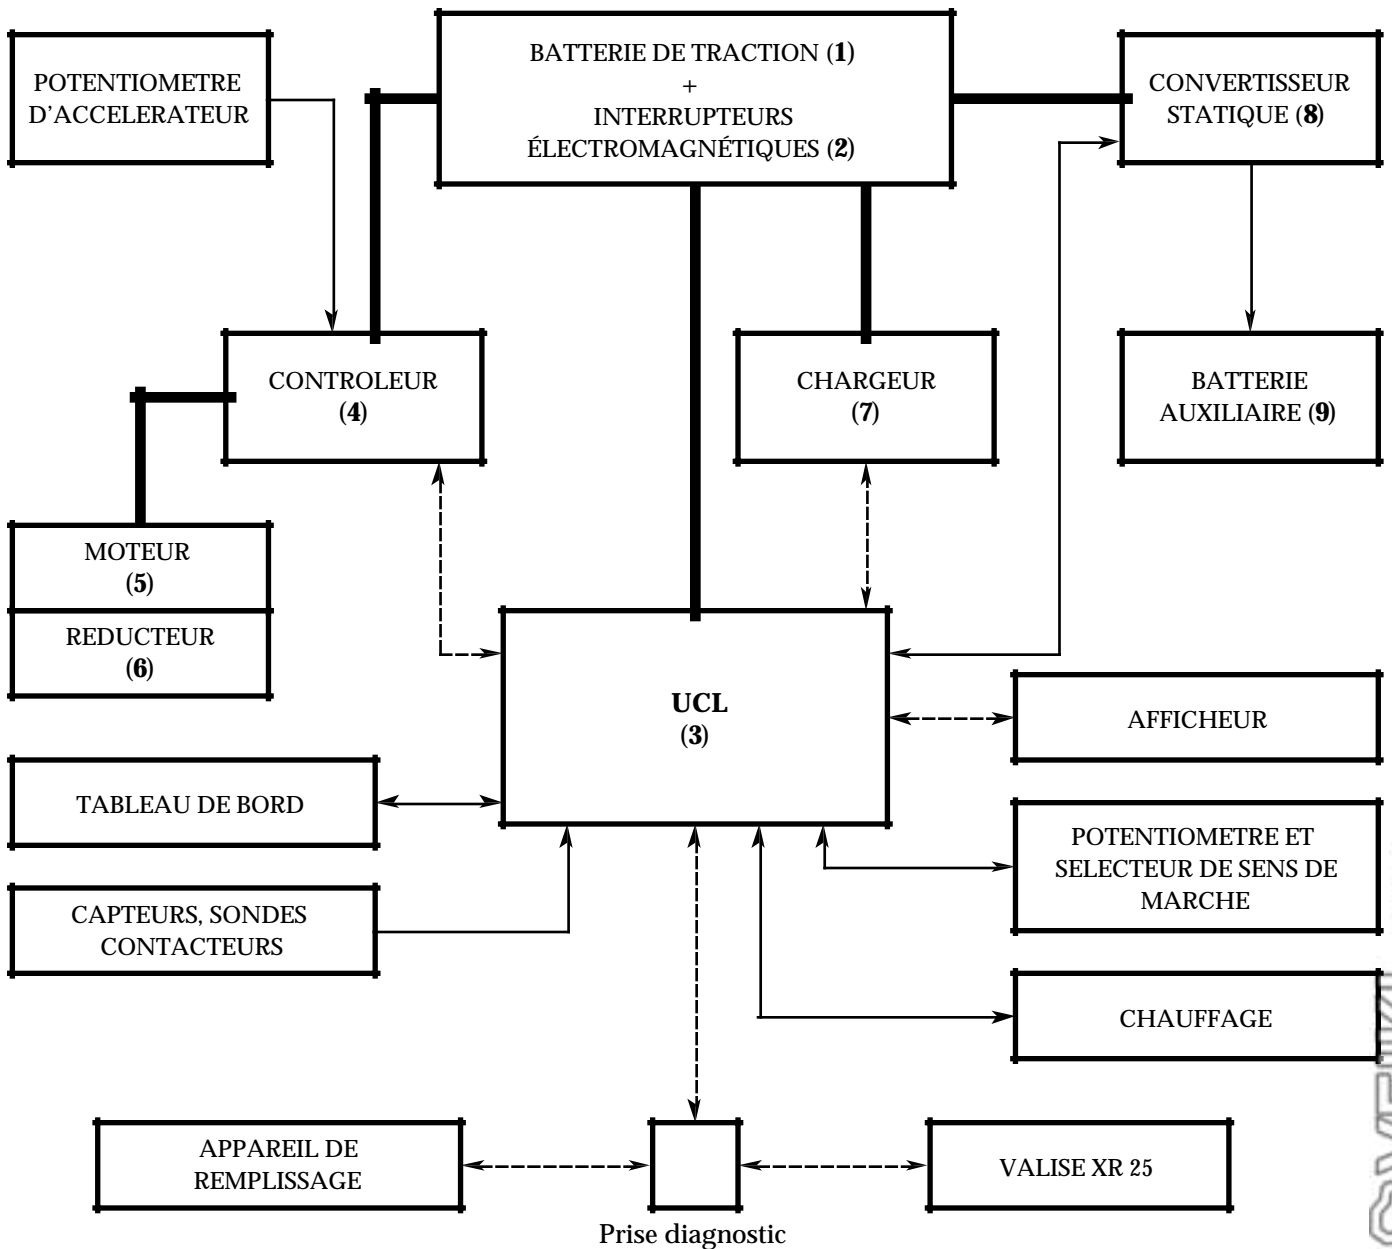 BATTERIE DE TRACTION (1)
+
INTERRUPTEURS
ÉLECTROMAGNÉTIQUES (2)
POTENTIOMETRE
D'ACCELERATEUR
CONVERTISSEUR
STATIQUE (8)
CONTROLEUR
(4)
CHARGEUR
(7)
BATTERIE
AUXILIAIRE (9)
MOTEUR
(5)
REDUCTEUR
(6)
UCL
(3)
AFFICHEUR
TABLEAU DE BORD
POTENTIOMETRE ET
SELECTEUR DE SENS DE
MARCHE
CAPTEURS, SONDES
CONTACTEURS
CHAUFFAGE
APPAREIL DE
REMPLISSAGE
VALISE XR 25
Prise diagnostic